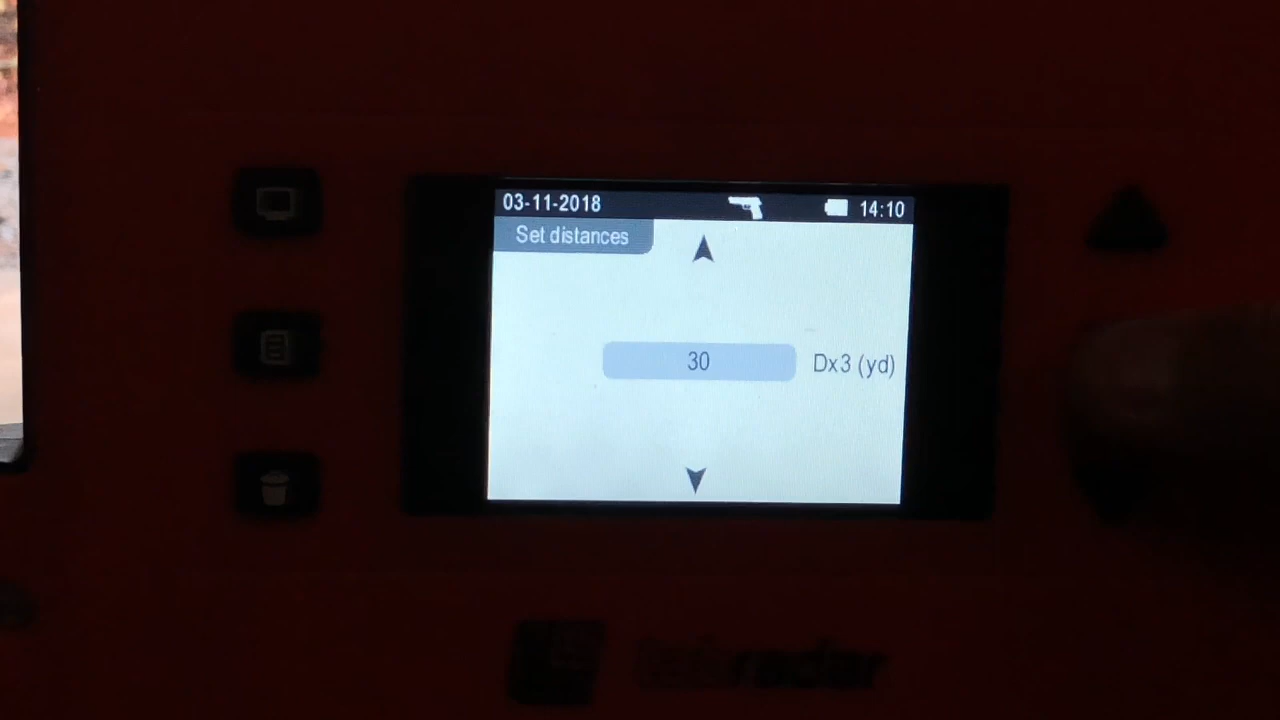 03-11-2018
14:10
Set distances
30
Dx3 (yd)
radar